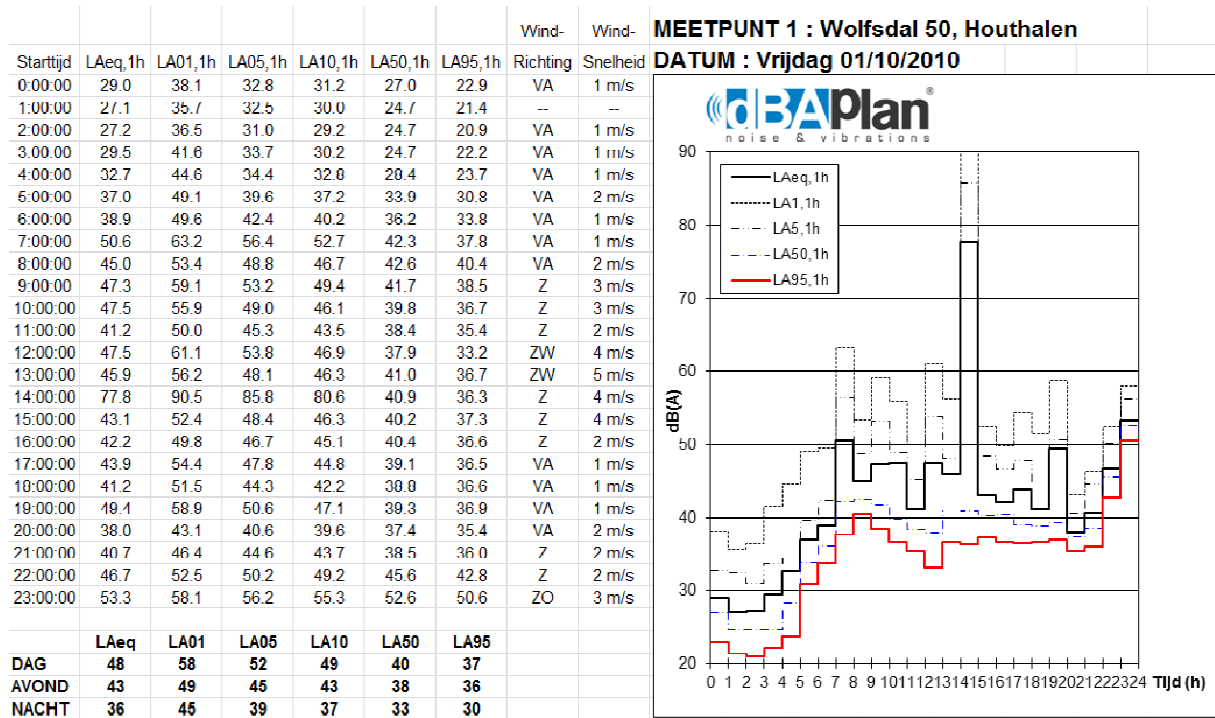 Wind- Wind- MEETPUNT 1 : Wolfsdal 50, Houthalen
Starttijd LAeq,1h LA01,1h LA05,1h LA10,1h LA50,1h LA95,1h Richting Snelheid DATUM : Vrijdag 01/10/2010
0:00:00 29.0 38.1 32.8 31.2 27.0 22.9 VA 1 m/s
1:00:00 27.1 35.7 32.5 30.0 24.7 21.4 -- --
2:00:00 27.2 36.5 31.0 29.2 24.7 20.9 VA 1 m/s
3:00:00 29.5 41.6 33.7 30.2 24.7 22.2 VA 1 m/s
4:00:00 32.7 44.6 34.4 32.8 28.4 23.7 VA 1 m/s
5:00:00 37.0 49.1 39.6 37.2 33.9 30.8 VA 2 m/s
6:00:00 38.9 49.6 42.4 40.2 36.2 33.8 VA 1 m/s
7:00:00 50.6 63.2 56.4 52.7 42.3 37.8 VA 1 m/s
8:00:00 45.0 53.4 48.8 46.7 42.6 40.4 VA 2 m/s
9:00:00 47.3 59.1 53.2 49.4 41.7 38.5 Z 3 m/s
10:00:00 47.5 55.9 49.0 46.1 39.8 36.7 Z 3 m/s
11:00:00 41.2 50.0 45.3 43.5 38.4 35.4 Z 2 m/s
12:00:00 47.5 61.1 53.8 46.9 37.9 33.2 ZW 4 m/s
13:00:00 45.9 56.2 48.1 46.3 41.0 36.7 ZW 5 m/s
14:00:00 77.8 90.5 85.8 80.6 40.9 36.3 Z 4 m/s
15:00:00 43.1 52.4 48.4 46.3 40.2 37.3 Z 4 m/s
16:00:00 42.2 49.8 46.7 45.1 40.4 36.6 Z 2 m/s
17:00:00 43.9 54.4 47.8 44.8 39.1 36.5 VA 1 m/s
18:00:00 41.2 51.5 44.3 42.2 38.8 36.6 VA 1 m/s
19:00:00 49.4 58.9 50.6 47.1 39.3 36.9 VA 1 m/s
20:00:00 38.0 43.1 40.6 39.6 37.4 35.4 VA 2 m/s
21:00:00 40.7 46.4 44.6 43.7 38.5 36.0 Z 2 m/s
22:00:00 46.7 52.5 50.2 49.2 45.6 42.8 Z 2 m/s
23:00:00 53.3 58.1 56.2 55.3 52.6 50.6 ZO 3 m/s
LAeq LA01 LA05 LA10 LA50 LA95
DAG 48 58 52 49 40 37
AVOND 43 49 45 43 38 36
NACHT 36 45 39 37 33 30
dBAPlan®
noise & vibrations
LAeq,1h
LA1,1h
LA5,1h
LA50,1h
LA95,1h
90
80
70
60
50
40
30
20
dB(A)
0 1 2 3 4 5 6 7 8 9 101112131415161718192021222324 Tijd (h)